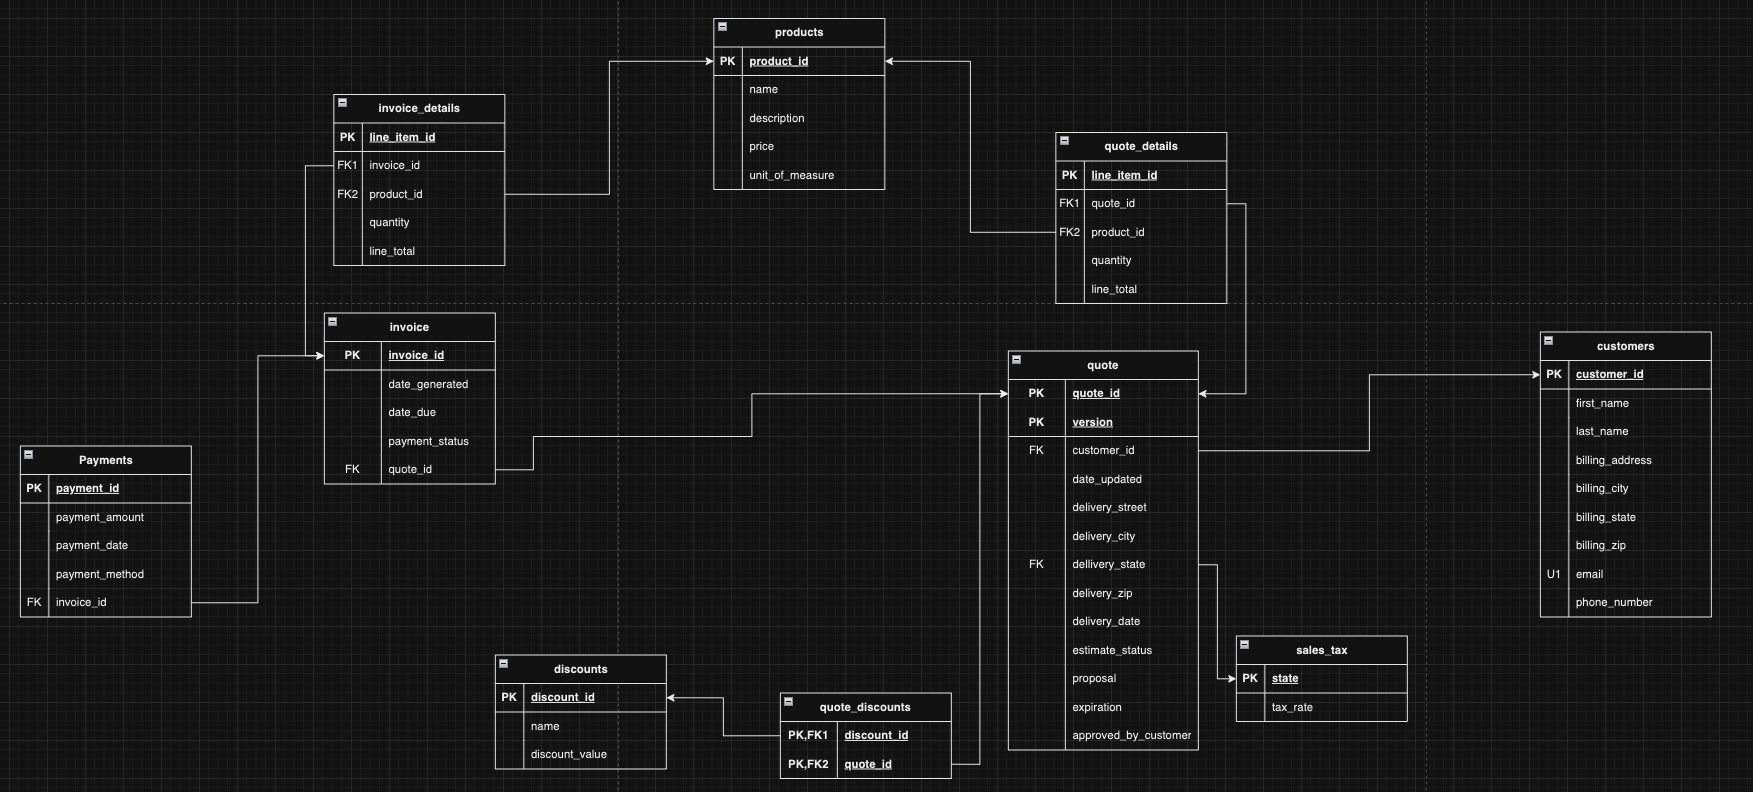 products
PK product_id
name
description
price
unit_of_measure
invoice_details
PK line_item_id
FK1 invoice_id
FK2 product_id
quantity
line_total
quote_details
PK line_item_id
FK1 quote_id
FK2 product_id
quantity
line_total
invoice
PK invoice_id
date_generated
date_due
payment_status
FK quote_id
quote
PK quote_id
PK version
FK customer_id
date_updated
delivery_street
delivery_city
FK dellivery_state
delivery_zip
delivery_date
estimate_status
proposal
expiration
approved_by_customer
customers
PK customer_id
first_name
last_name
billing_address
billing_city
billing_state
billing_zip
U1 email
phone_number
Payments
PK payment_id
payment_amount
payment_date
payment_method
FK invoice_id
discounts
PK discount_id
name
discount_value
quote_discounts
PK,FK1 discount_id
PK,FK2 quote_id
sales_tax
PK state
tax_rate